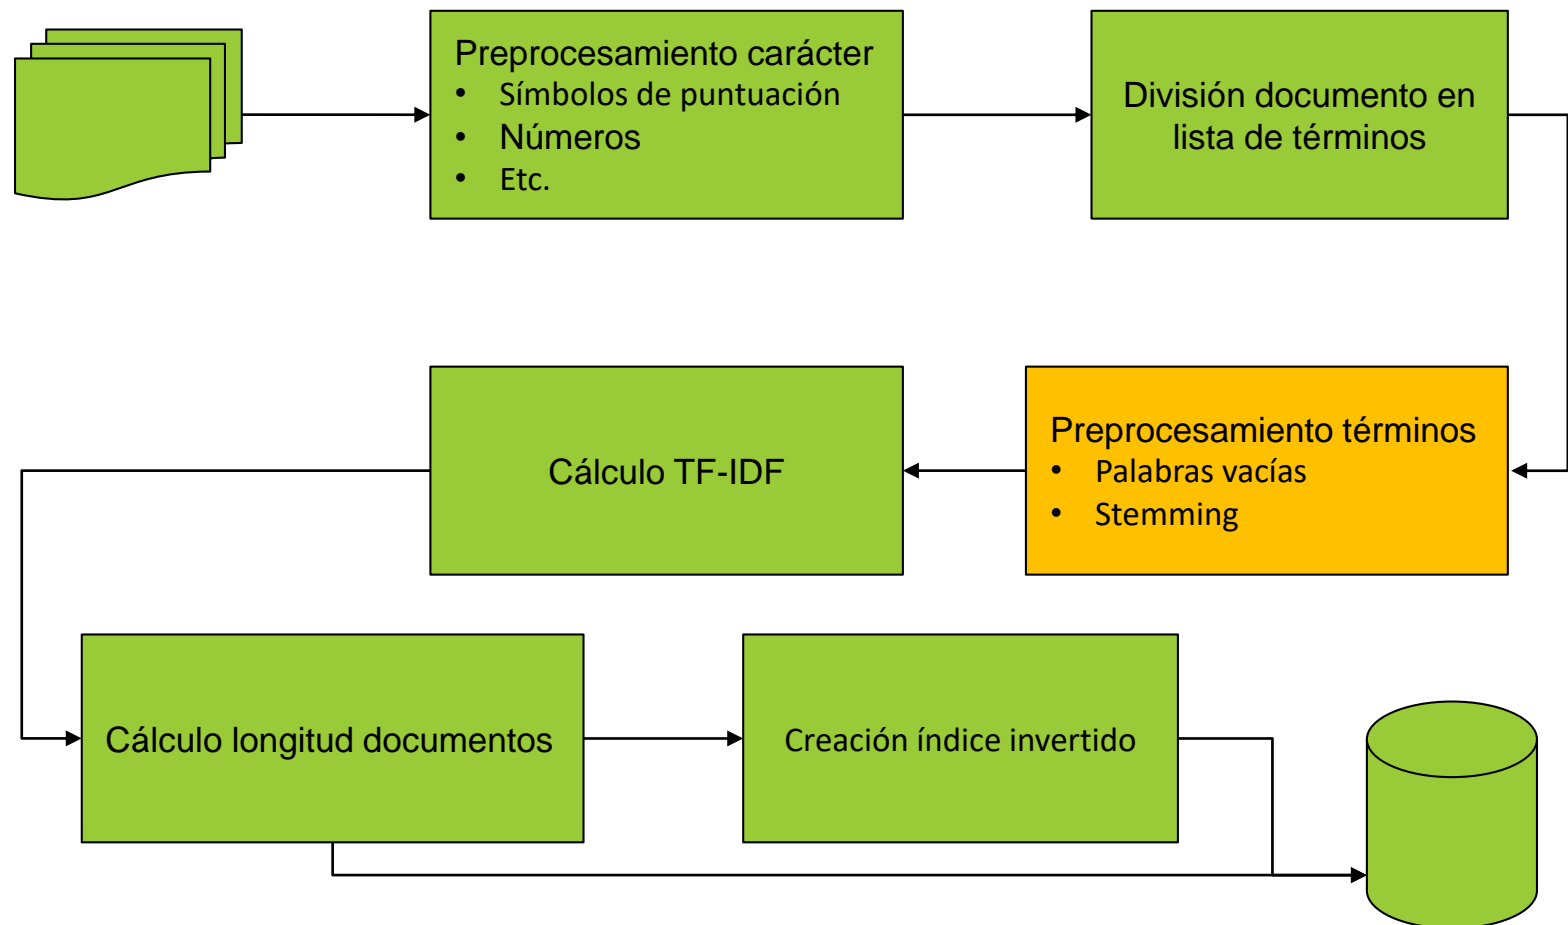 Preprocesamiento carácter
• Símbolos de puntuación
• Números
• Etc.
División documento en
lista de términos
Cálculo TF-IDF
Preprocesamiento términos
• Palabras vacías
• Stemming
Cálculo longitud documentos
Creación índice invertido